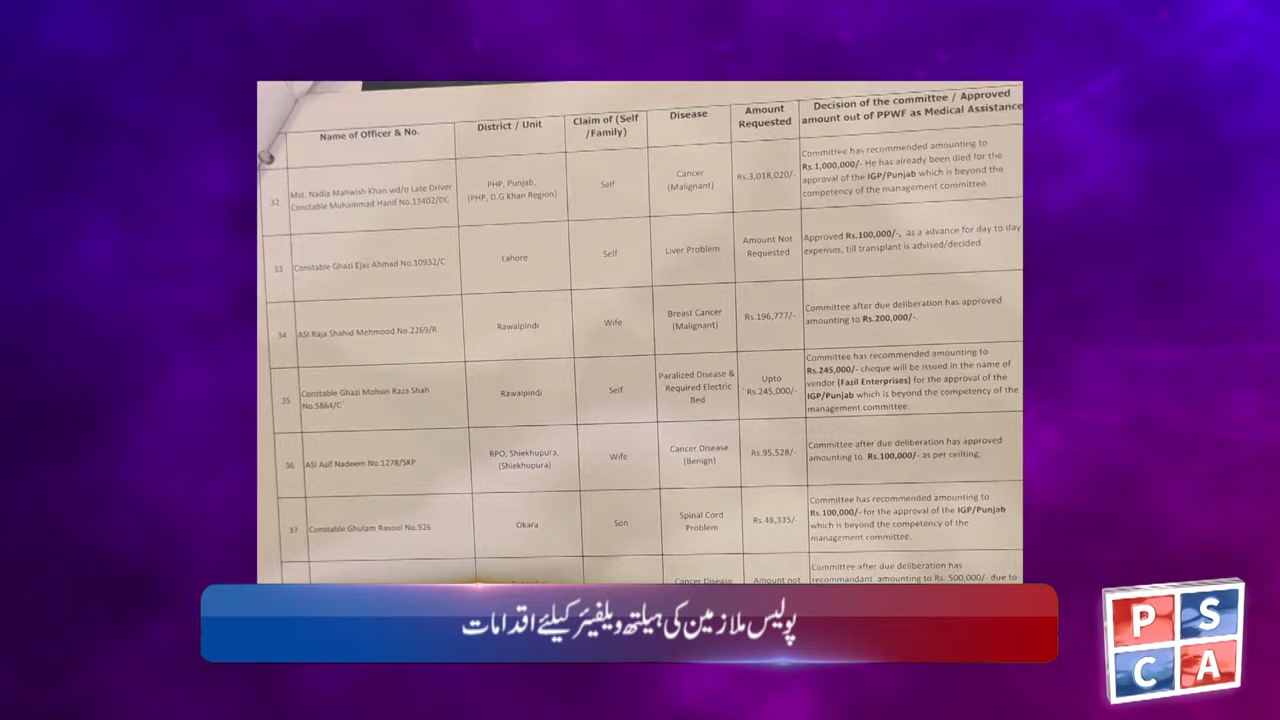 Name of Officer & No.
District / Unit
Claim of (Self
/Family)
Disease
Amount
Requested
Decision of the committee / Approved
amount out of PPWF as Medical Assistance
32
Mst. Nadia Mahwish Khan wd/o Late Driver
Constable Muhammad Hanif No.13402/DC
PHP, Punjab,
(PHP, D.G Khan Region)
Self
Cancer
(Malignant)
Rs.3,018,020/-
Committee has recommended amounting to
Rs.1,000,000/- He has already been died for the
approval of the IGP/Punjab which is beyond the
competency of the management committee.
33
Constable Ghazi Ejaz Ahmad No.10932/C
Lahore
Self
Liver Problem
Amount Not
Requested
Approved Rs.100,000/-, as a advance for day to day
expenses, till transplant is advised/decided.
34
ASI Raja Shahid Mehmood No.2269/R
Rawalpindi
Wife
Breast Cancer
(Malignant)
Rs.196,777/-
Committee after due deliberation has approved
amounting to Rs.200,000/-.
35
Constable Ghazi Mohsin Raza Shah
No.5864/C
Rawalpindi
Self
Paralized Disease &
Required Electric
Bed
Upto
Rs.245,000/-
Committee has recommended amounting to
Rs.245,000/- cheque will be issued in the name of
vendor (Fazil Enterprises) for the approval of the
IGP/Punjab which is beyond the competency of the
management committee.
36
ASI Asif Nadeem No.1278/SKP
RPO, Shiekhupura,
(Shiekhupura)
Wife
Cancer Disease
(Benign)
Rs.95,528/-
Committee after due deliberation has approved
amounting to Rs.100,000/- as per ceilting.
37
Constable Ghulam Rasool No.926
Okara
Son
Spinal Cord
Problem
Rs.48,335/-
Committee has recommended amounting to
Rs.100,000/- for the approval of the IGP/Punjab
which is beyond the competency of the
management committee.
Cancer Disease
Amount not
Committee after due deliberation has
recommandant amounting to Rs. 500,000/- due to
پولیس ملازمین کی ہیلتھ ویلفیئر کیلئے اقدامات
P S
C A